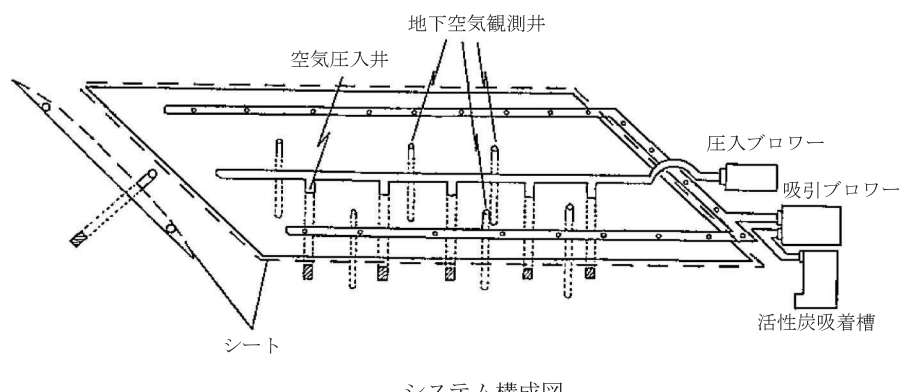 地下空気観測井
空気圧入井
圧入ブロワー
吸引ブロワー
活性炭吸着槽
シート
システム構成図